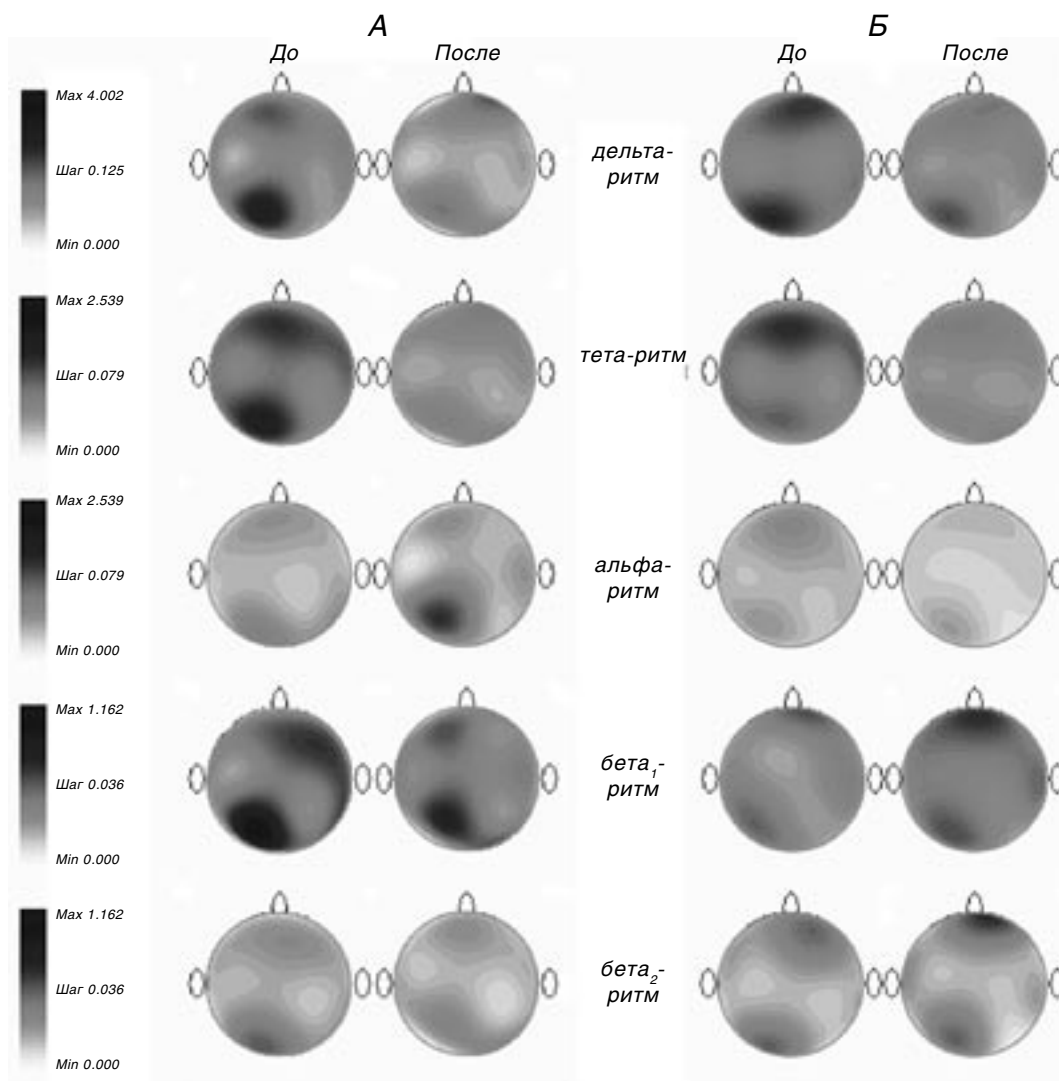 А
Б
До
После
До
После
Max 4.002
Шаг 0.125
Min 0.000
дельта-
ритм
Max 2.539
Шаг 0.079
Min 0.000
тета-ритм
Max 2.539
Шаг 0.079
Min 0.000
альфа-
ритм
Max 1.162
Шаг 0.036
Min 0.000
бета₁-
ритм
Max 1.162
Шаг 0.036
Min 0.000
бета₂-
ритм